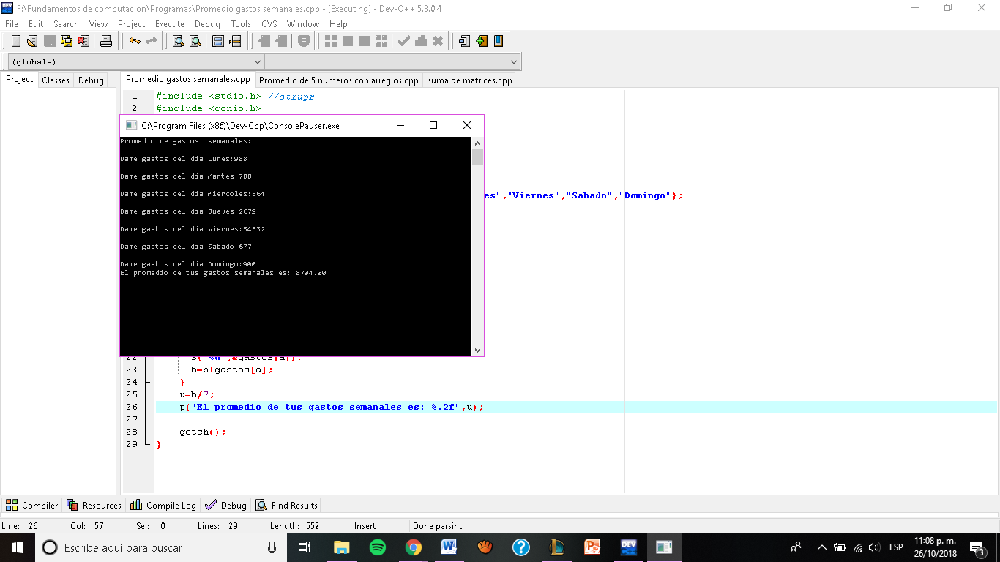 F:\Fundamentos de computacion\Programas\Promedio gastos semanales.cpp - [Executing] - Dev-C++ 5.3.0.4
File Edit Search View Project Execute Debug Tools CVS Window Help
(globals)
Project Classes Debug
Promedio gastos semanales.cpp Promedio de 5 numeros con arreglos.cpp suma de matrices.cpp
1 #include <stdio.h> //strupr
2 #include <conio.h>
C:\Program Files (x86)\Dev-Cpp\ConsolePauser.exe
Promedio de gastos semanales:
Dame gastos del dia Lunes:988
Dame gastos del dia Martes:788
Dame gastos del dia Miercoles:564
Dame gastos del dia Jueves:2679
Dame gastos del dia Viernes:54332
Dame gastos del dia Sabado:677
Dame gastos del dia Domingo:900
El promedio de tus gastos semanales es: 8704.00
es","Viernes","Sabado","Domingo"};
22 &gastos[a]);
23 b=b+gastos[a];
24 }
25 u=b/7;
26 p("El promedio de tus gastos semanales es: %.2f",u);
27
28 getch();
29 }
Compiler Resources Compile Log Debug Find Results
Line: 26 Col: 57 Sel: 0 Lines: 29 Length: 552 Insert Done parsing
Escribe aquí para buscar
ESP
11:08 p. m.
26/10/2018
3